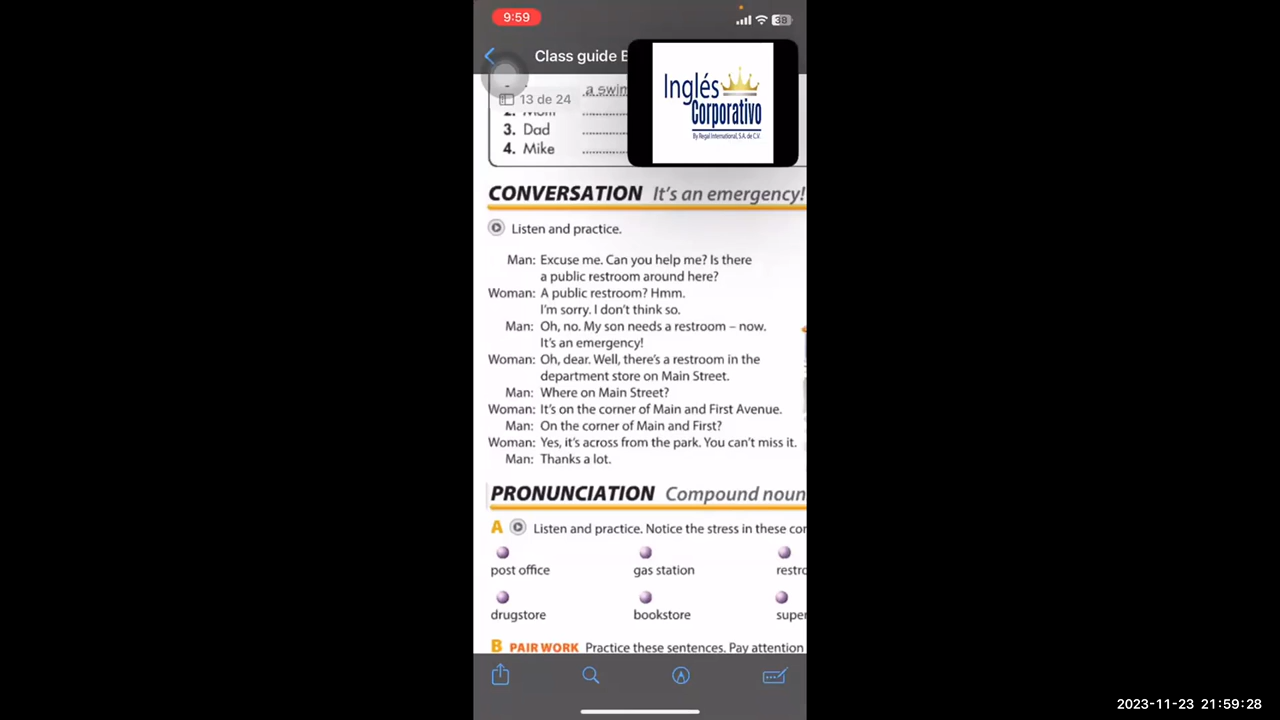 9:59
38
Class guide B
Inglés
Corporativo
By Regal International, S.A. de C.V.
13 de 24
a swim
2. Mom
3. Dad
4. Mike
CONVERSATION It's an emergency!
Listen and practice.
Man: Excuse me. Can you help me? Is there
a public restroom around here?
Woman: A public restroom? Hmm.
I'm sorry. I don't think so.
Man: Oh, no. My son needs a restroom – now.
It's an emergency!
Woman: Oh, dear. Well, there's a restroom in the
department store on Main Street.
Man: Where on Main Street?
Woman: It's on the corner of Main and First Avenue.
Man: On the corner of Main and First?
Woman: Yes, it's across from the park. You can't miss it.
Man: Thanks a lot.
PRONUNCIATION Compound noun
A Listen and practice. Notice the stress in these cor
post office gas station restro
drugstore bookstore super
B PAIR WORK Practice these sentences. Pay attention
2023-11-23 21:59:28